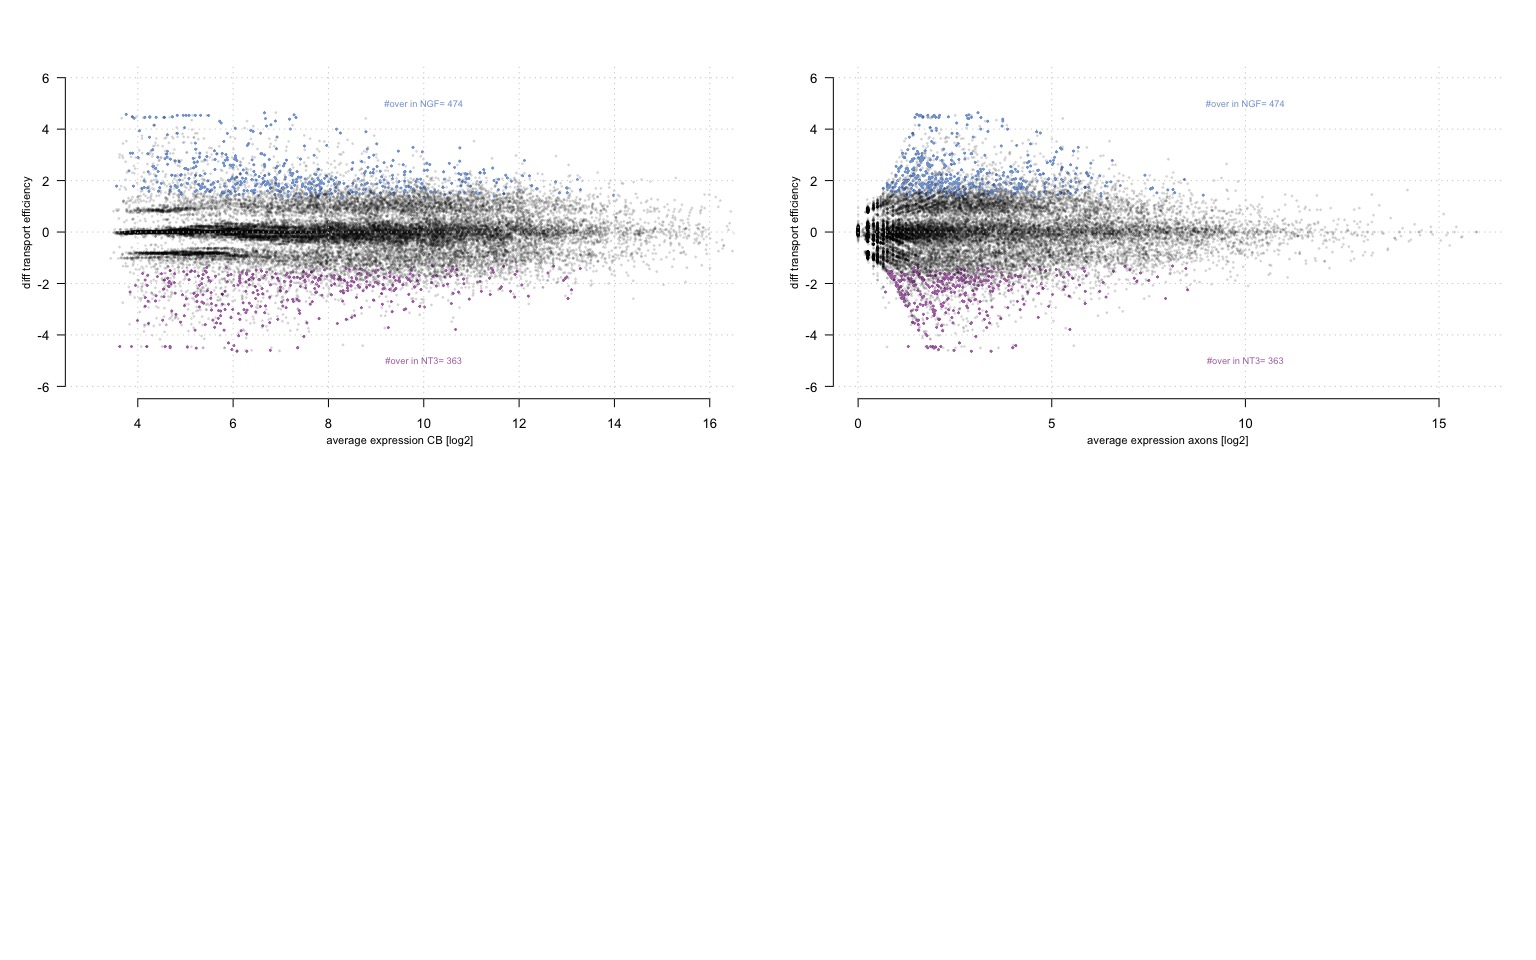 6
4
2
0
-2
-4
-6
diff transport efficiency
#over in NGF= 474
#over in NT3= 363
4 6 8 10 12 14 16
average expression CB [log2]
6
4
2
0
-2
-4
-6
diff transport efficiency
#over in NGF= 474
#over in NT3= 363
0 5 10 15
average expression axons [log2]